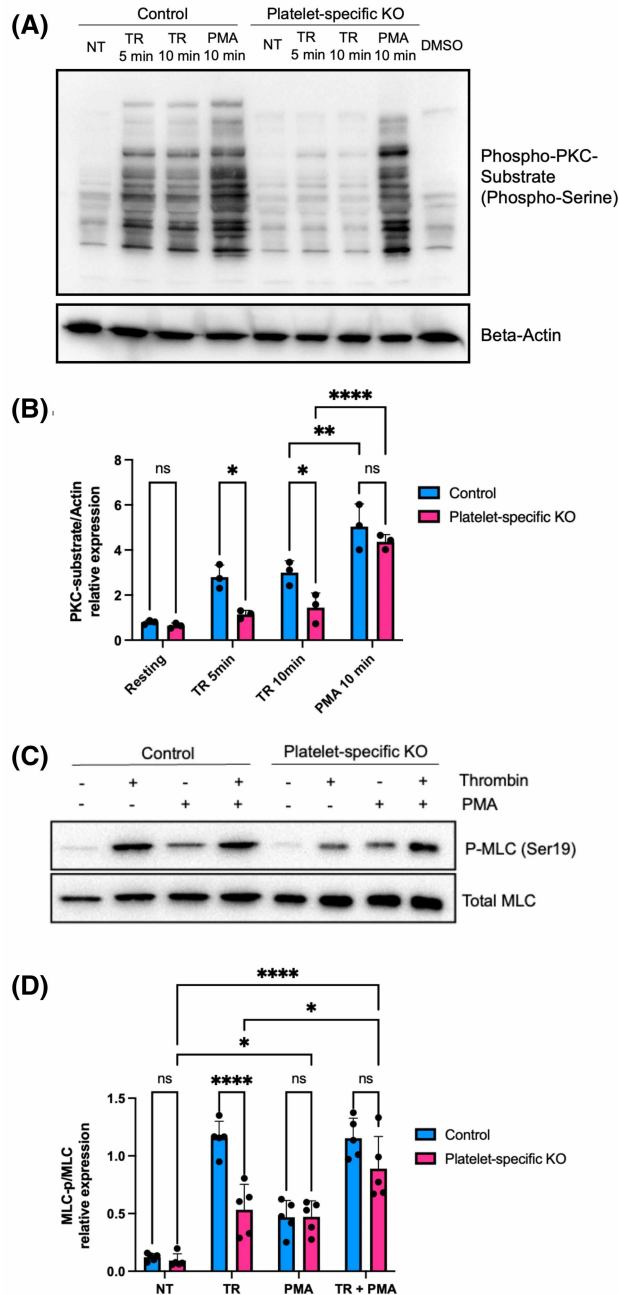 (A)
Control Platelet-specific KO
NT TR 5 min TR 10 min PMA 10 min NT TR 5 min TR 10 min PMA 10 min DMSO
Phospho-PKC-
Substrate
(Phospho-Serine)
Beta-Actin
(B)
****
**
ns * * ns
PKC-substrate/Actin
relative expression
8
6
4
2
0
Control
Platelet-specific KO
Resting TR 5min TR 10min PMA 10 min
(C)
Control Platelet-specific KO
- + - + - + - + Thrombin
- - + + - - + + PMA
P-MLC (Ser19)
Total MLC
(D)
****
*
*
ns **** ns ns
MLC-p/MLC
relative expression
1.5
1.0
0.5
0.0
Control
Platelet-specific KO
NT TR PMA TR + PMA